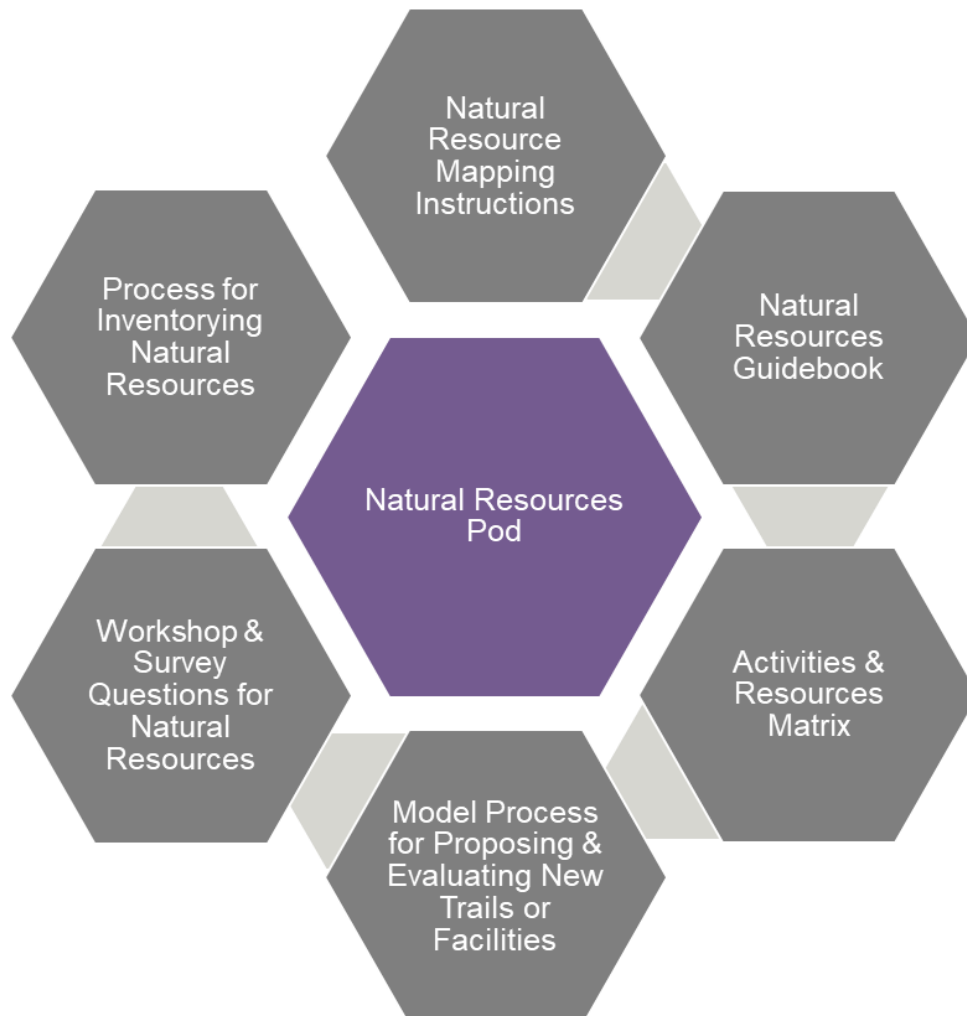 Natural
Resource
Mapping
Instructions
Natural
Resources
Guidebook
Activities &
Resources
Matrix
Model Process
for Proposing &
Evaluating New
Trails or
Facilities
Workshop &
Survey
Questions for
Natural
Resources
Process for
Inventorying
Natural
Resources
Natural Resources
Pod